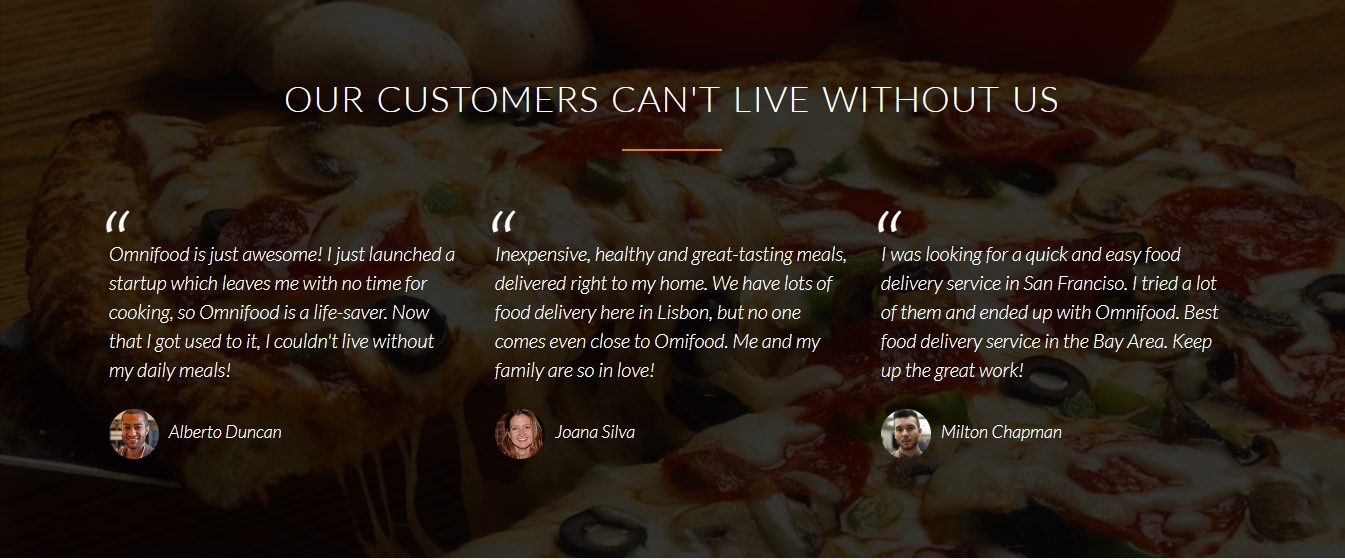 OUR CUSTOMERS CAN'T LIVE WITHOUT US
“
Omnifood is just awesome! I just launched a
startup which leaves me with no time for
cooking, so Omnifood is a life-saver. Now
that I got used to it, I couldn't live without
my daily meals!
Alberto Duncan
“
Inexpensive, healthy and great-tasting meals,
delivered right to my home. We have lots of
food delivery here in Lisbon, but no one
comes even close to Omifood. Me and my
family are so in love!
Joana Silva
“
I was looking for a quick and easy food
delivery service in San Franciso. I tried a lot
of them and ended up with Omnifood. Best
food delivery service in the Bay Area. Keep
up the great work!
Milton Chapman